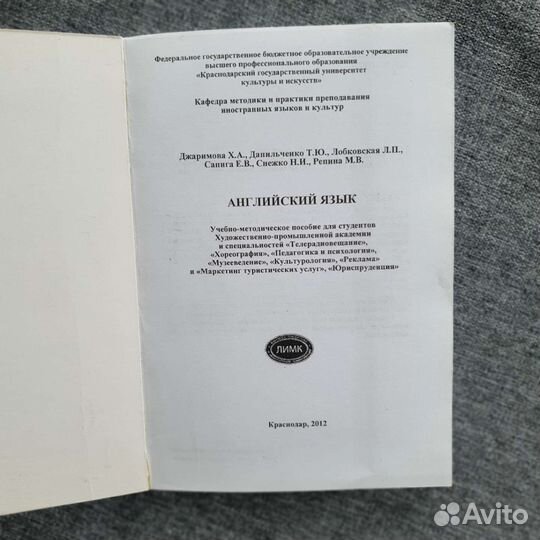 Федеральное государственное бюджетное образовательное учреждение
высшего профессионального образования
«Краснодарский государственный университет
культуры и искусств»
Кафедра методики и практики преподавания
иностранных языков и культур
Джаримова Х.А., Данильченко Т.Ю., Лобковская Л.П.,
Сапига Е.В., Снежко Н.И., Репина М.В.
АНГЛИЙСКИЙ ЯЗЫК
Учебно-методическое пособие для студентов
Художественно-промышленной академии
и специальностей «Телерадиовещание»,
«Хореография», «Педагогика и психология»,
«Музееведение», «Культурология», «Реклама»
и «Маркетинг туристических услуг», «Юриспруденция»
ЛИМК
Краснодар, 2012
Avito